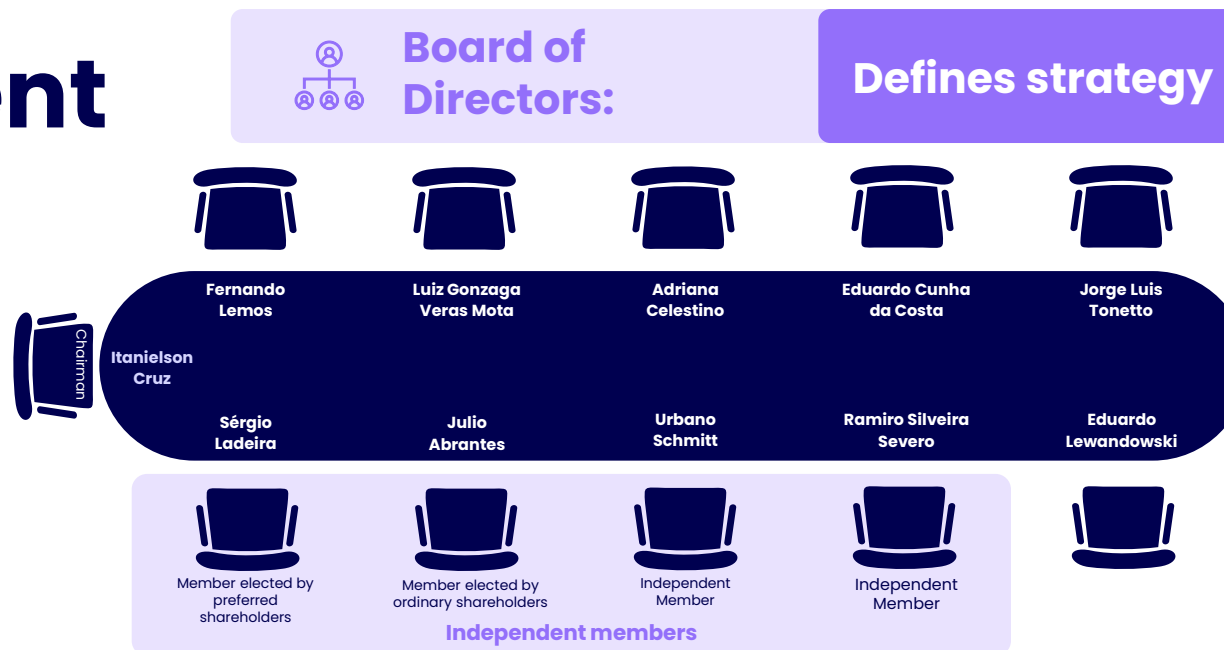 ent
Board of
Directors:
Defines strategy
Fernando
Lemos
Luiz Gonzaga
Veras Mota
Adriana
Celestino
Eduardo Cunha
da Costa
Jorge Luis
Tonetto
Chairman
Itanielson
Cruz
Sérgio
Ladeira
Julio
Abrantes
Urbano
Schmitt
Ramiro Silveira
Severo
Eduardo
Lewandowski
Member elected by
preferred
shareholders
Member elected by
ordinary shareholders
Independent
Member
Independent
Member
Independent members